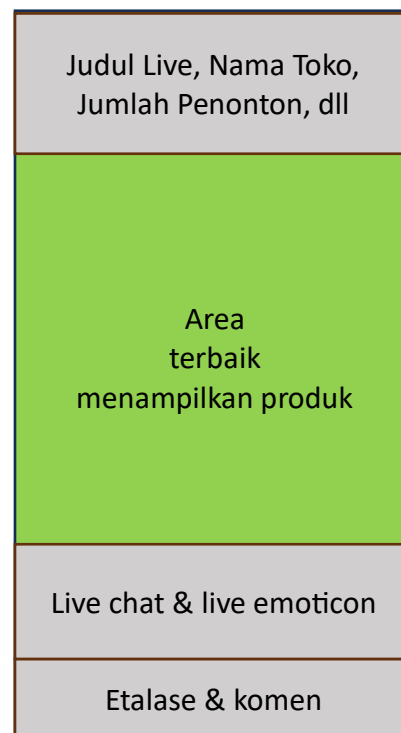 Judul Live, Nama Toko,
Jumlah Penonton, dll
Area
terbaik
menampilkan produk
Live chat & live emoticon
Etalase & komen